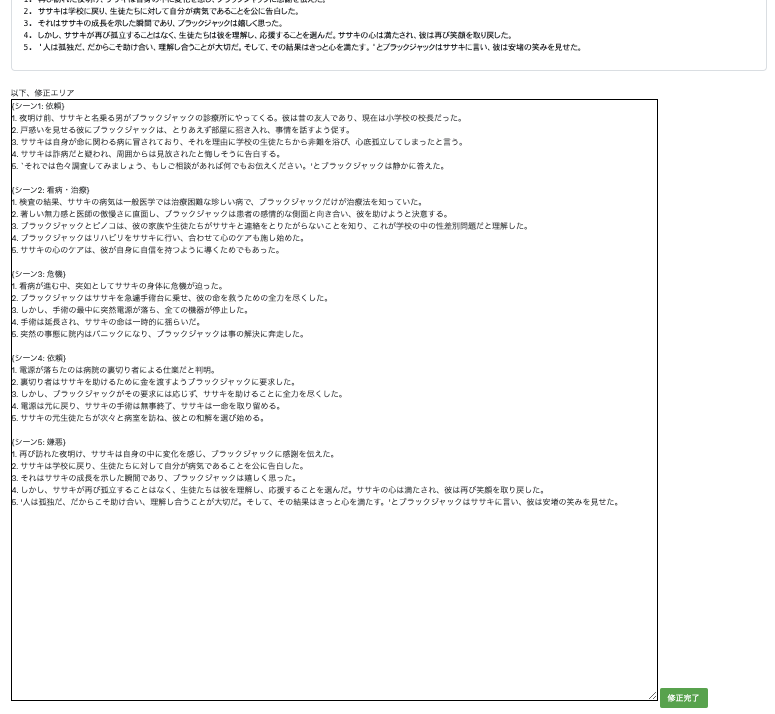 2. ササキは学校に戻り、生徒たちに対して自分が病気であることを公に告白した。
3. それはササキの成長を示した瞬間であり、ブラックジャックは嬉しく思った。
4. しかし、ササキが再び孤立することはなく、生徒たちは彼を理解し、応援することを選んだ。ササキの心は満たされ、彼は再び笑顔を取り戻した。
5. '人は孤独だ、だからこそ助け合い、理解し合うことが大切だ。そして、その結果はきっと心を満たす。'とブラックジャックはササキに言い、彼は安堵の笑みを見せた。
以下、修正エリア
{シーン1: 依頼}
1. 夜明け前、ササキと名乗る男がブラックジャックの診療所にやってくる。彼は昔の友人であり、現在は小学校の校長だった。
2. 戸惑いを見せる彼にブラックジャックは、とりあえず部屋に招き入れ、事情を話すよう促す。
3. ササキは自身が命に関わる病に冒されており、それを理由に学校の生徒たちから非難を浴び、心底孤立してしまったと言う。
4. ササキは詐病だと疑われ、周囲からは見放されたと悔しそうに告白する。
5. 'それでは色々調査してみましょう、もしご相談があれば何でもお伝えください。'とブラックジャックは静かに答えた。
{シーン2: 看病・治療}
1. 検査の結果、ササキの病気は一般医学では治療困難な珍しい病で、ブラックジャックだけが治療法を知っていた。
2. 著しい無力感と医師の傲慢さに直面し、ブラックジャックは患者の感情的な側面と向き合い、彼を助けようと決意する。
3. ブラックジャックとピノコは、彼の家族や生徒たちがササキと連絡をとりたがらないことを知り、これが学校の中の性差別問題だと理解した。
4. ブラックジャックはリハビリをササキに行い、合わせて心のケアも施し始めた。
5. ササキの心のケアは、彼が自身に自信を持つように導くためでもあった。
{シーン3: 危機}
1. 看病が進む中、突如としてササキの身体に危機が迫った。
2. ブラックジャックはササキを急遽手術台に乗せ、彼の命を救うための全力を尽くした。
3. しかし、手術の最中に突然電源が落ち、全ての機器が停止した。
4. 手術は延長され、ササキの命は一時的に揺らいだ。
5. 突然の事態に院内はパニックになり、ブラックジャックは事の解決に奔走した。
{シーン4: 依頼}
1. 電源が落ちたのは病院の裏切り者による仕業だと判明。
2. 裏切り者はササキを助けるために金を渡すようブラックジャックに要求した。
3. しかし、ブラックジャックがその要求には応じず、ササキを助けることに全力を尽くした。
4. 電源は元に戻り、ササキの手術は無事終了、ササキは一命を取り留める。
5. ササキの元生徒たちが次々と病室を訪ね、彼との和解を選び始める。
{シーン5: 嫌悪}
1. 再び訪れた夜明け、ササキは自身の中に変化を感じ、ブラックジャックに感謝を伝えた。
2. ササキは学校に戻り、生徒たちに対して自分が病気であることを公に告白した。
3. それはササキの成長を示した瞬間であり、ブラックジャックは嬉しく思った。
4. しかし、ササキが再び孤立することはなく、生徒たちは彼を理解し、応援することを選んだ。ササキの心は満たされ、彼は再び笑顔を取り戻した。
5. '人は孤独だ、だからこそ助け合い、理解し合うことが大切だ。そして、その結果はきっと心を満たす。'とブラックジャックはササキに言い、彼は安堵の笑みを見せた。
修正完了